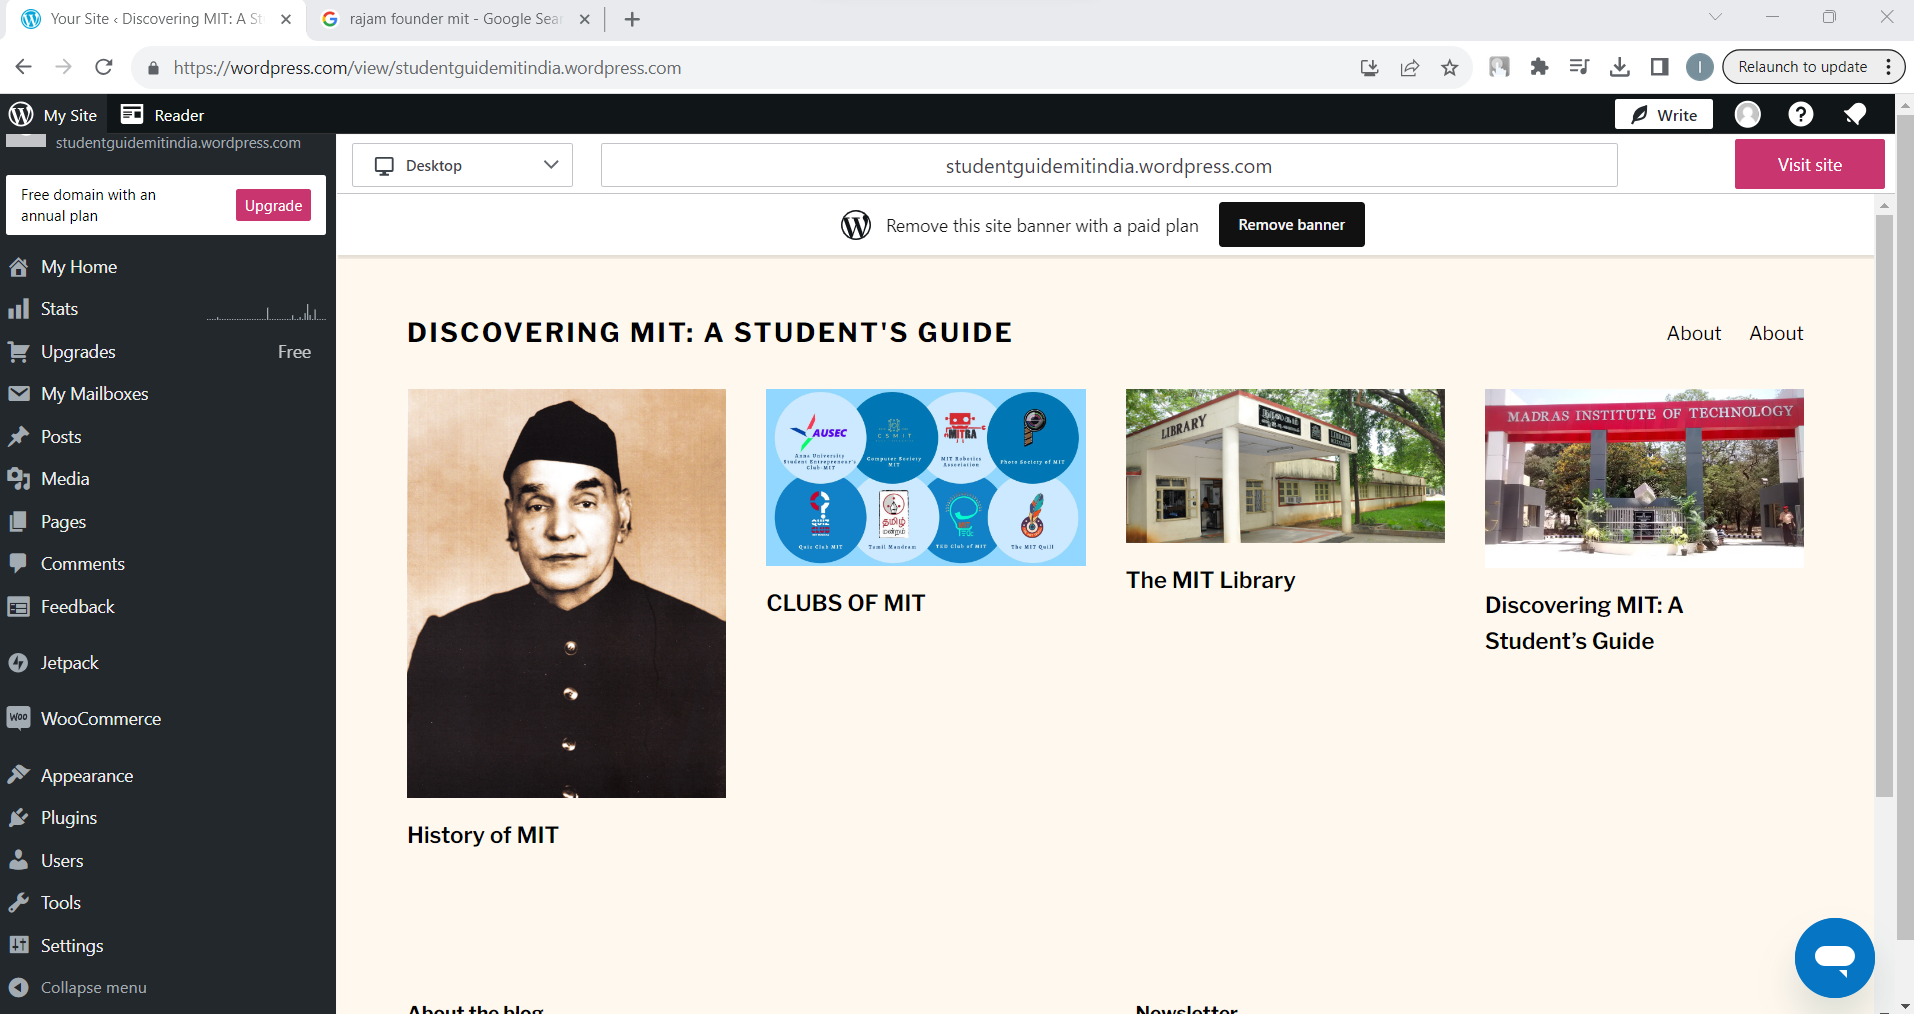 Your Site ‹ Discovering MIT: A St
rajam founder mit - Google Sear
https://wordpress.com/view/studentguidemitindia.wordpress.com
I
Relaunch to update
My Site
Reader
Write
studentguidemitindia.wordpress.com
Free domain with an
annual plan
Upgrade
My Home
Stats
Upgrades
Free
My Mailboxes
Posts
Media
Pages
Comments
Feedback
Jetpack
Woo
WooCommerce
Appearance
Plugins
Users
Tools
Settings
Collapse menu
Desktop
studentguidemitindia.wordpress.com
Visit site
Remove this site banner with a paid plan
Remove banner
DISCOVERING MIT: A STUDENT'S GUIDE
About
About
History of MIT
AUSEC
Anna University
Student Entrepreneur's
Club-MIT
CSMIT
Computer Society
MIT
MITRA
MIT Robotics
Association
Photo Society of MIT
QUIZ
Quiz Club MIT
தமிழ்
மன்றம்
Tamil Mandram
TED Club of MIT
The MIT Quill
CLUBS OF MIT
LIBRARY
The MIT Library
MADRAS INSTITUTE OF TECHNOLOGY
Discovering MIT: A
Student’s Guide
About the blog
Newsletter